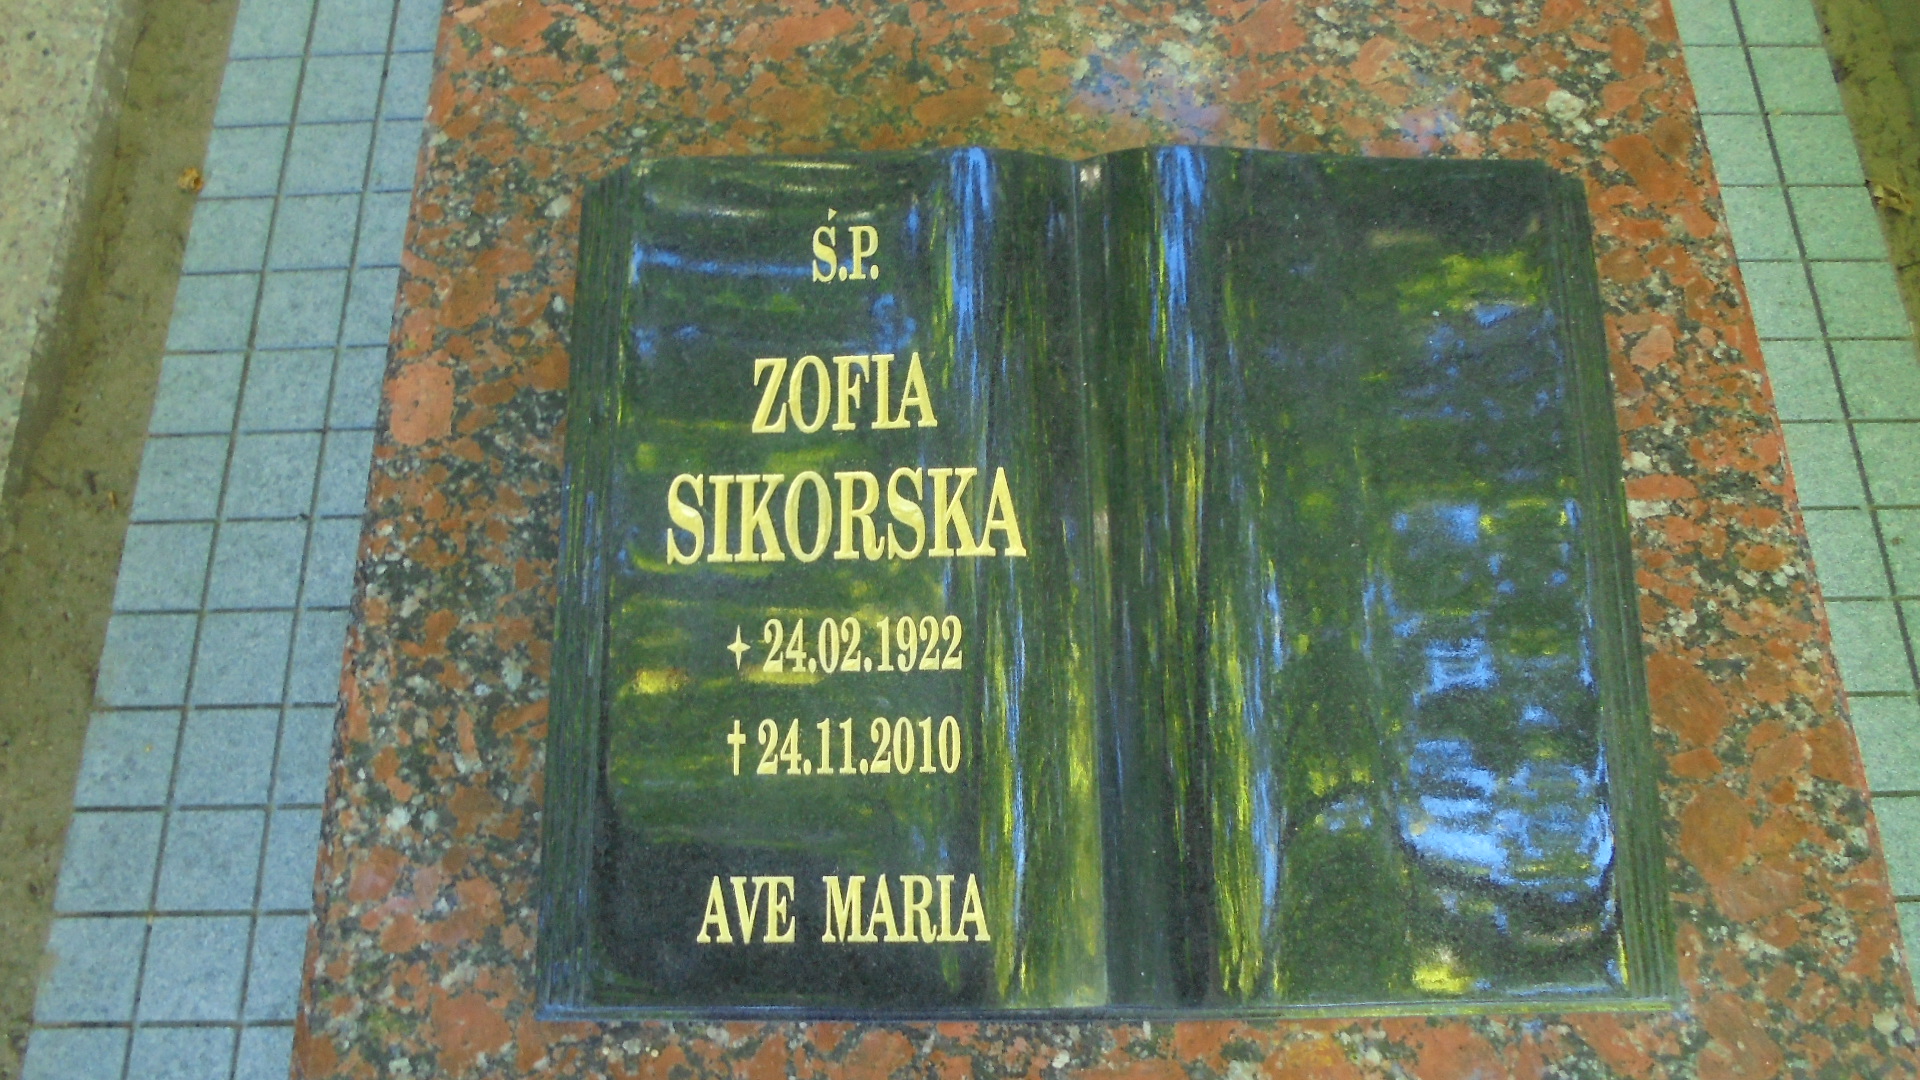 Ś.P.
ZOFIA
SIKORSKA
✦ 24.02.1922
† 24.11.2010
AVE MARIA